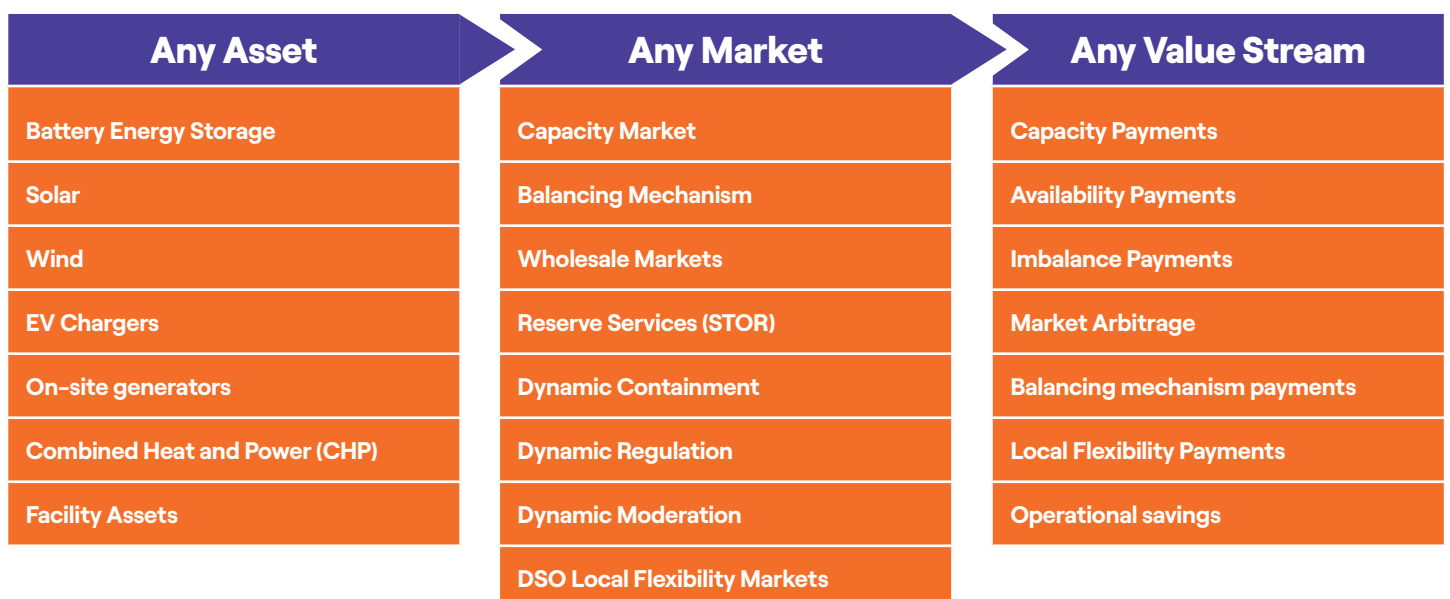 Any Asset
Battery Energy Storage
Solar
Wind
EV Chargers
On-site generators
Combined Heat and Power (CHP)
Facility Assets
Any Market
Capacity Market
Balancing Mechanism
Wholesale Markets
Reserve Services (STOR)
Dynamic Containment
Dynamic Regulation
Dynamic Moderation
DSO Local Flexibility Markets
Any Value Stream
Capacity Payments
Availability Payments
Imbalance Payments
Market Arbitrage
Balancing mechanism payments
Local Flexibility Payments
Operational savings